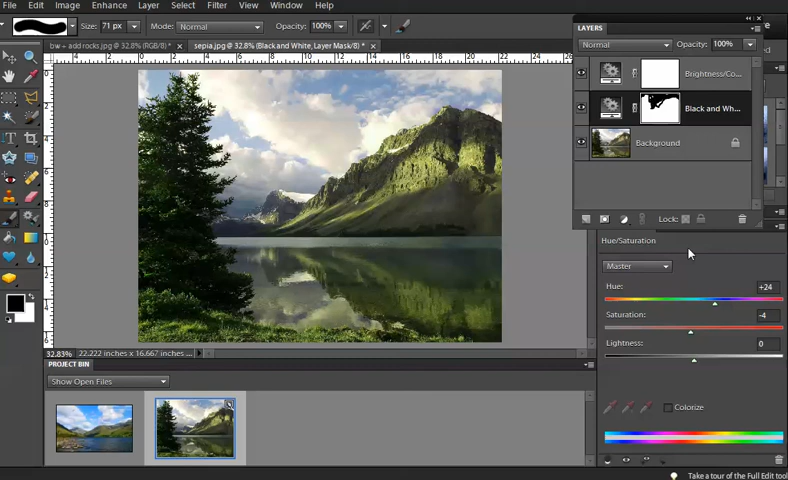 File Edit Image Enhance Layer Select Filter View Window Help
Size: 71 px Mode: Normal Opacity: 100%
bw + add rocks.jpg @ 32.8% (RGB/8) * × sepia.jpg @ 32.8% (Black and White, Layer Mask/8) * ×
LAYERS
Normal Opacity: 100%
Brightness/Co...
Black and Wh...
Background
Lock:
Hue/Saturation
Master
Hue: +24
Saturation: -4
Lightness: 0
Colorize
32.83% 22.222 inches x 16.667 inches...
PROJECT BIN
Show Open Files
Take a tour of the Full Edit Too